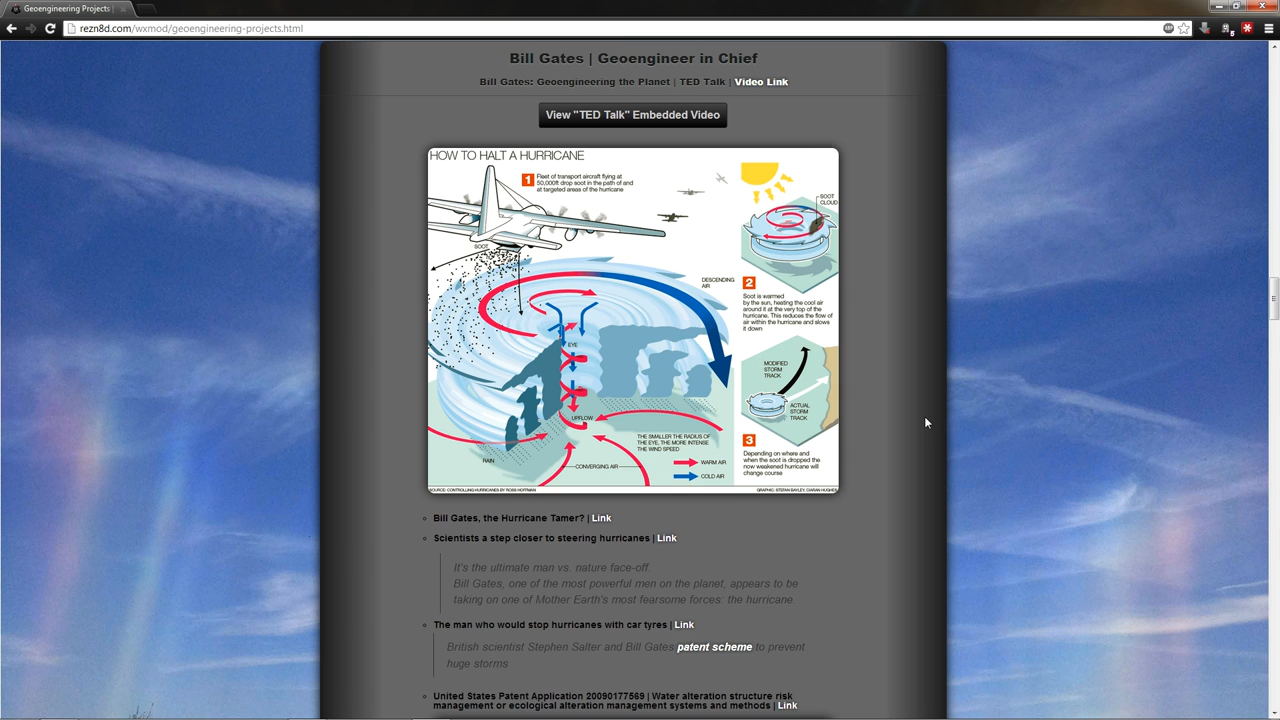 Geoengineering Projects |
rezn8d.com/wxmod/geoengineering-projects.html
Bill Gates | Geoengineer in Chief
Bill Gates: Geoengineering the Planet | TED Talk | Video Link
View "TED Talk" Embedded Video
HOW TO HALT A HURRICANE
1
Fleet of transport aircraft flying at
50,000ft drop soot in the path of and
at targeted areas of the hurricane
SOOT
SOOT
CLOUD
DESCENDING
AIR
2
Soot is warmed
by the sun, heating the cool air
around it at the very top of the
hurricane. This reduces the flow of
air within the hurricane and slows
it down
EYE
MODIFIED
STORM
TRACK
ACTUAL
STORM
TRACK
UPFLOW
RAIN
CONVERGING AIR
THE SMALLER THE RADIUS OF
THE EYE, THE MORE INTENSE
THE WIND SPEED
WARM AIR
COLD AIR
3
Depending on where and
when the soot is dropped the
now weakened hurricane will
change course
SOURCE: CONTROLLING HURRICANES BY ROSS HOFFMAN
GRAPHIC: STEFAN BAYLEY, CIARAN HUGHES
Bill Gates, the Hurricane Tamer? | Link
Scientists a step closer to steering hurricanes | Link
It's the ultimate man vs. nature face-off.
Bill Gates, one of the most powerful men on the planet, appears to be
taking on one of Mother Earth's most fearsome forces: the hurricane.
The man who would stop hurricanes with car tyres | Link
British scientist Stephen Salter and Bill Gates patent scheme to prevent
huge storms
United States Patent Application 20090177569 | Water alteration structure risk
management or ecological alteration management systems and methods | Link